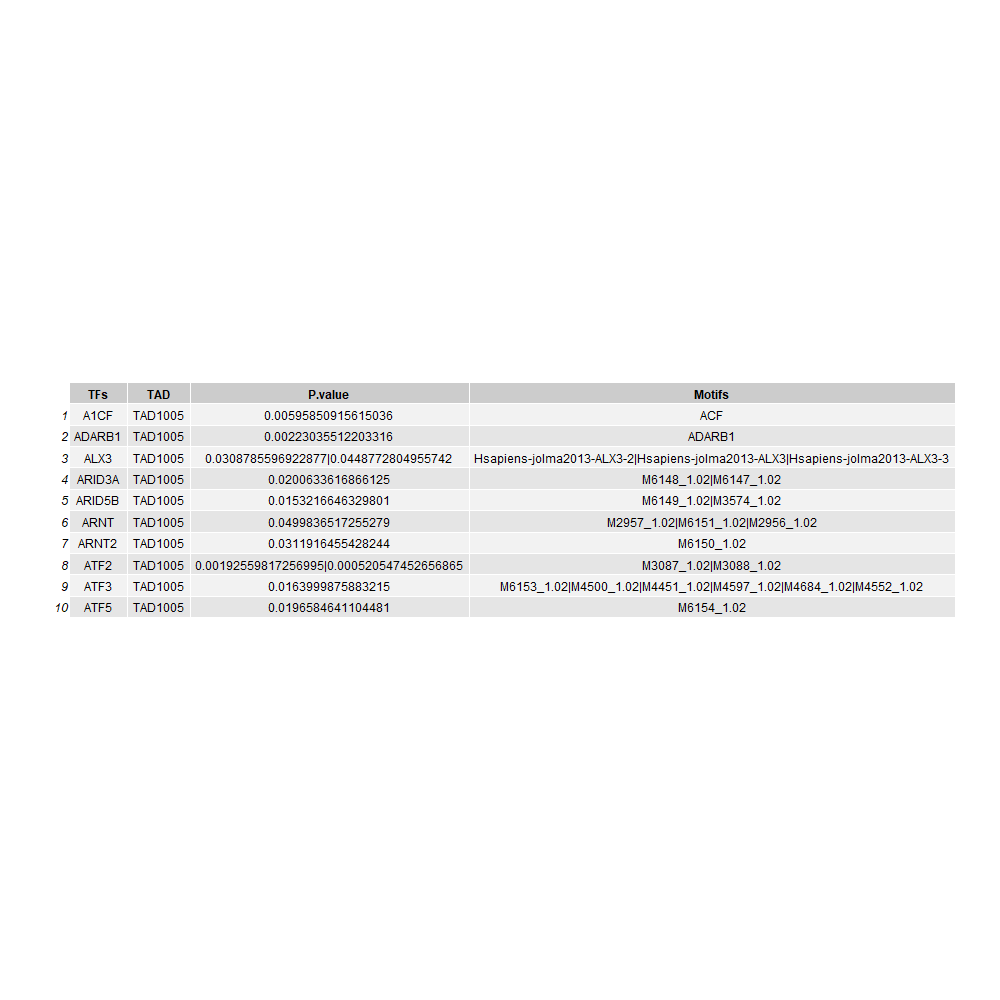 TFs TAD P.value Motifs
1 A1CF TAD1005 0.00595850915615036 ACF
2 ADARB1 TAD1005 0.00223035512203316 ADARB1
3 ALX3 TAD1005 0.0308785596922877|0.0448772804955742 Hsapiens-jolma2013-ALX3-2|Hsapiens-jolma2013-ALX3|Hsapiens-jolma2013-ALX3-3
4 ARID3A TAD1005 0.0200633616866125 M6148_1.02|M6147_1.02
5 ARID5B TAD1005 0.0153216646329801 M6149_1.02|M3574_1.02
6 ARNT TAD1005 0.0499836517255279 M2957_1.02|M6151_1.02|M2956_1.02
7 ARNT2 TAD1005 0.0311916455428244 M6150_1.02
8 ATF2 TAD1005 0.00192559817256995|0.000520547452656865 M3087_1.02|M3088_1.02
9 ATF3 TAD1005 0.0163999875883215 M6153_1.02|M4500_1.02|M4451_1.02|M4597_1.02|M4684_1.02|M4552_1.02
10 ATF5 TAD1005 0.0196584641104481 M6154_1.02